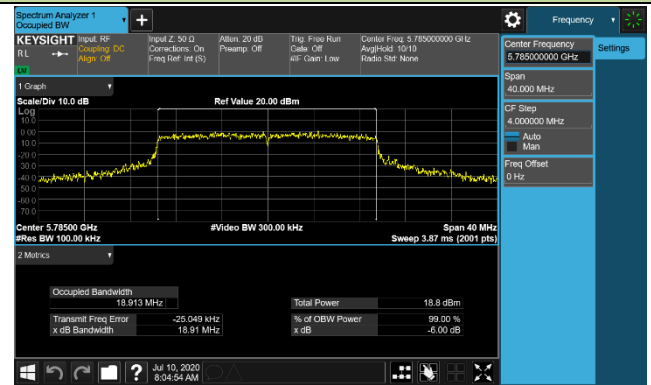 Spectrum Analyzer 1
Occupied BW
+
Frequency
KEYSIGHT
RL
LNI
Input: RF
Coupling: DC
Align: Off
Input Z: 50 Ω
Corrections: On
Freq Ref: Int (S)
Atten: 20 dB
Preamp: Off
Trig: Free Run
Gate: Off
#IF Gain: Low
Center Freq: 5.785000000 GHz
Avg|Hold: 10/10
Radio Std: None
Center Frequency
5.785000000 GHz
Settings
Span
40.000 MHz
CF Step
4.000000 MHz
Auto
Man
Freq Offset
0 Hz
1 Graph
Scale/Div 10.0 dB
Ref Value 20.00 dBm
Log
10.0
0.00
-10.0
-20.0
-30.0
-40.0
-50.0
-60.0
-70.0
Center 5.78500 GHz
#Video BW 300.00 kHz
Span 40 MHz
#Res BW 100.00 kHz
Sweep 3.87 ms (2001 pts)
2 Metrics
Occupied Bandwidth
18.913 MHz
Total Power 18.8 dBm
Transmit Freq Error -25.049 kHz
% of OBW Power 99.00 %
x dB Bandwidth 18.91 MHz
x dB -6.00 dB
?
Jul 10, 2020
8:04:54 AM